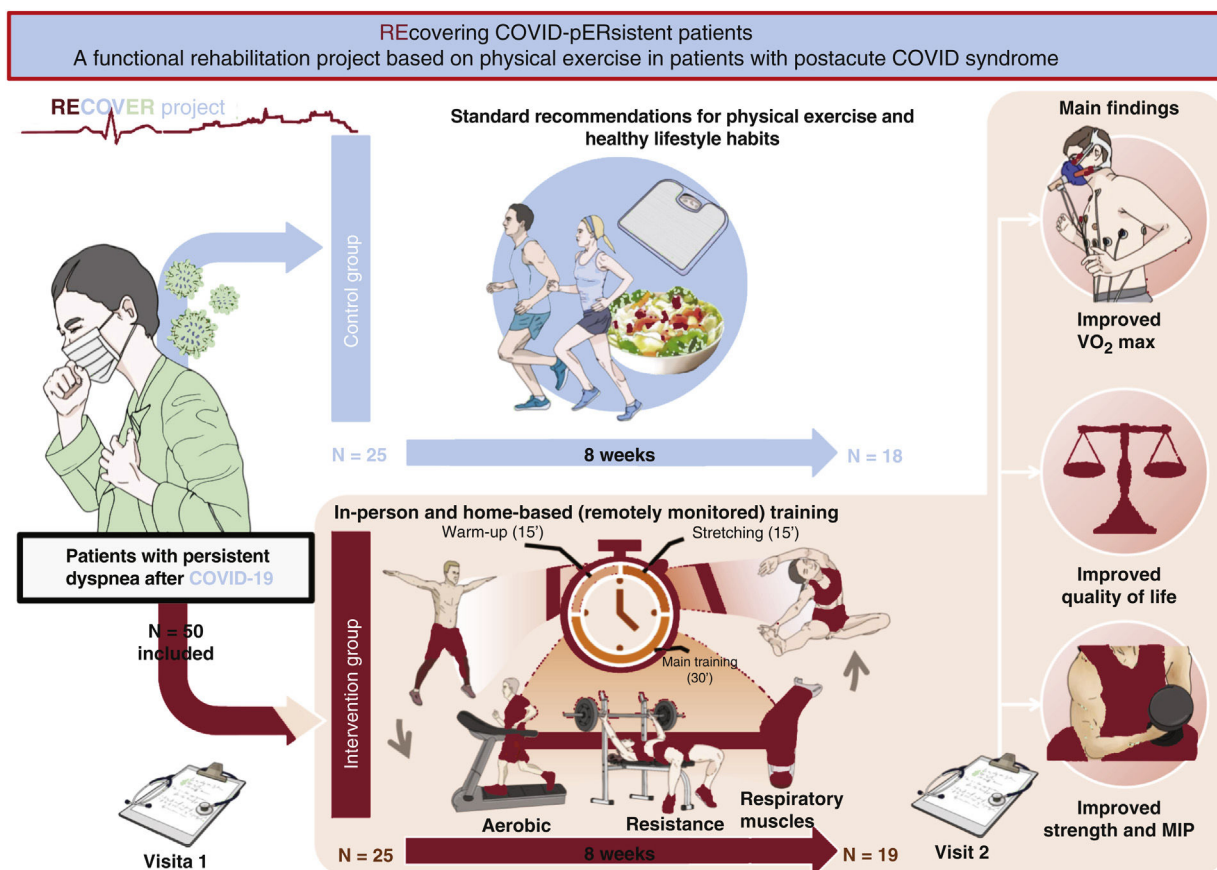 REcovering COVID-pERsistent patients
A functional rehabilitation project based on physical exercise in patients with postacute COVID syndrome
RECOVER project
Standard recommendations for physical exercise and
healthy lifestyle habits
Control group
N = 25
8 weeks
N = 18
Patients with persistent
dyspnea after COVID-19
N = 50
included
In-person and home-based (remotely monitored) training
Warm-up (15')
Stretching (15')
Main training
(30')
Intervention group
Aerobic
Resistance
Respiratory
muscles
N = 25
8 weeks
N = 19
Visita 1
Visit 2
Main findings
Improved
VO₂ max
Improved
quality of life
Improved
strength and MIP